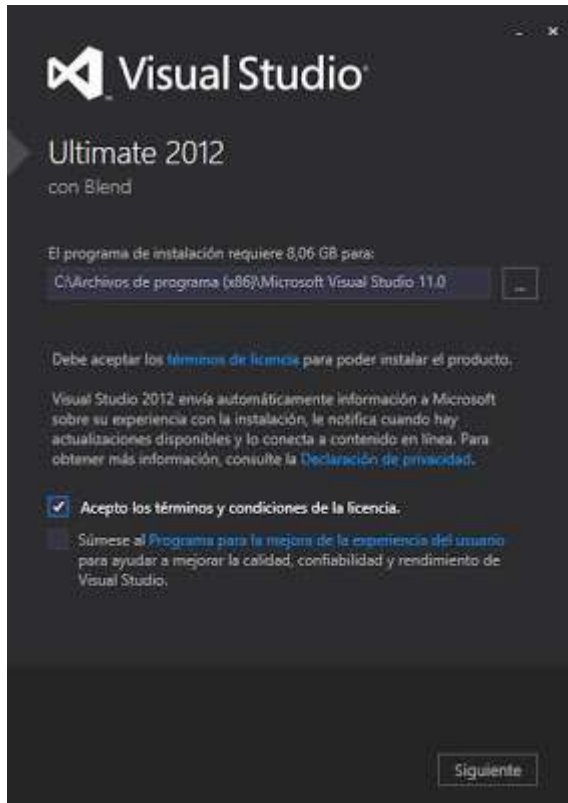 Visual Studio
Ultimate 2012
con Blend
El programa de instalación requiere 8,06 GB para:
C:\Archivos de programa (x86)\Microsoft Visual Studio 11.0
...
Debe aceptar los términos de licencia para poder instalar el producto.
Visual Studio 2012 envía automáticamente información a Microsoft
sobre su experiencia con la instalación, le notifica cuando hay
actualizaciones disponibles y lo conecta a contenido en línea. Para
obtener más información, consulte la Declaración de privacidad.
Acepto los términos y condiciones de la licencia.
Súmese al Programa para la mejora de la experiencia del usuario
para ayudar a mejorar la calidad, confiabilidad y rendimiento de
Visual Studio.
Siguiente